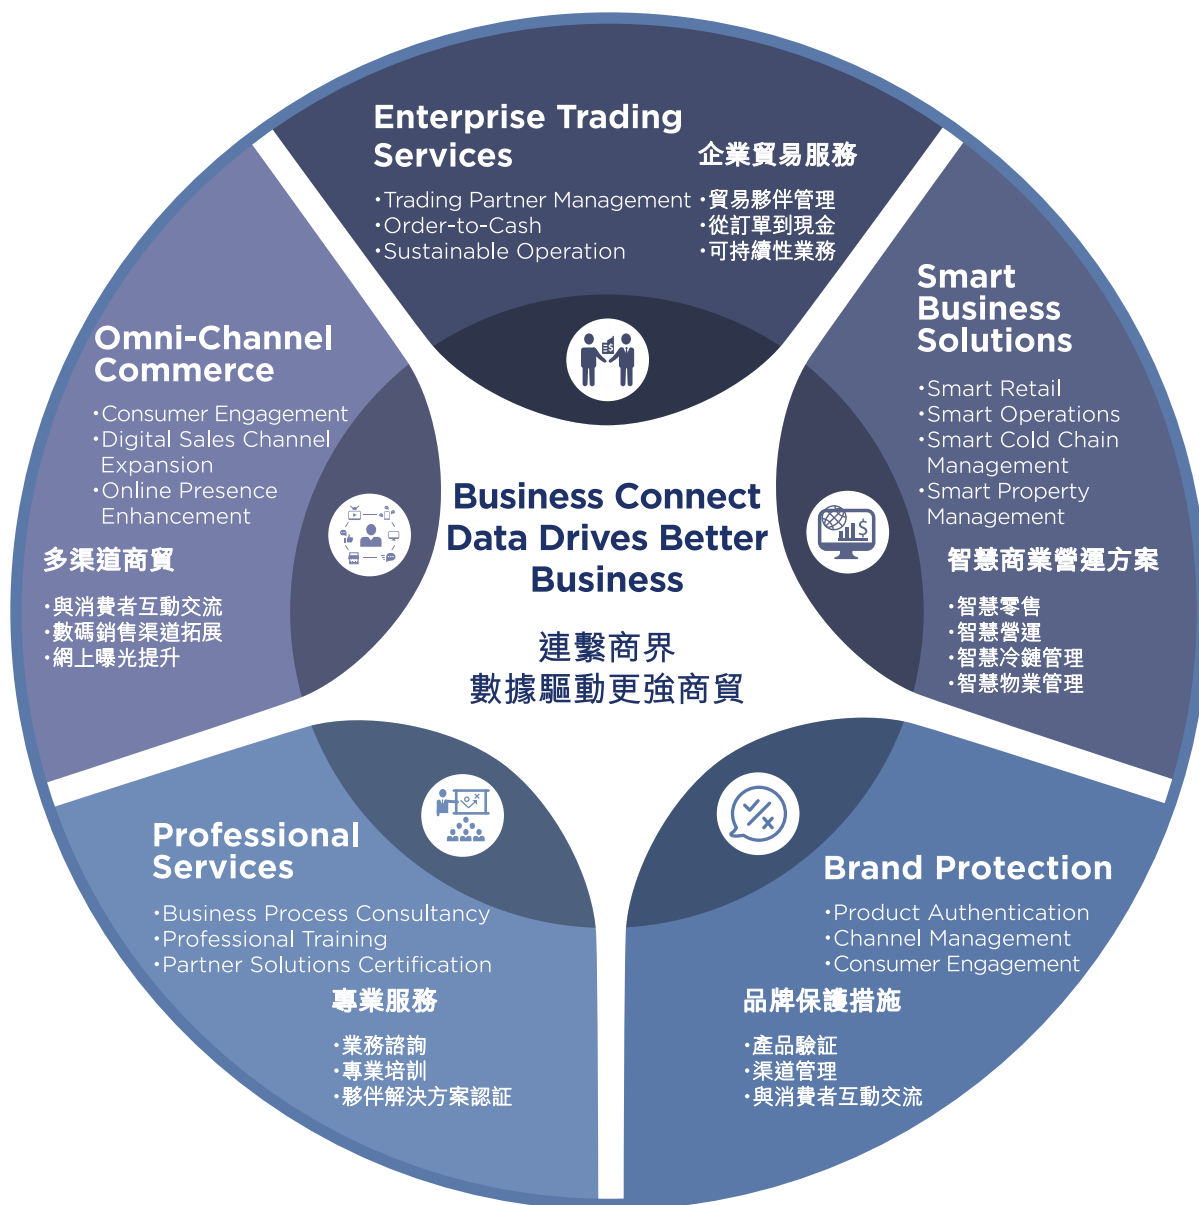 Enterprise Trading
Services
·Trading Partner Management
·Order-to-Cash
·Sustainable Operation
企業貿易服務
·貿易夥伴管理
·從訂單到現金
·可持續性業務
Smart
Business
Solutions
·Smart Retail
·Smart Operations
·Smart Cold Chain
Management
·Smart Property
Management
智慧商業營運方案
·智慧零售
·智慧營運
·智慧冷鏈管理
·智慧物業管理
Omni-Channel
Commerce
·Consumer Engagement
·Digital Sales Channel
Expansion
·Online Presence
Enhancement
多渠道商貿
·與消費者互動交流
·數碼銷售渠道拓展
·網上曝光提升
Business Connect
Data Drives Better
Business
連繫商界
數據驅動更強商貿
Professional
Services
·Business Process Consultancy
·Professional Training
·Partner Solutions Certification
專業服務
·業務諮詢
·專業培訓
·夥伴解決方案認証
Brand Protection
·Product Authentication
·Channel Management
·Consumer Engagement
品牌保護措施
·產品驗証
·渠道管理
·與消費者互動交流